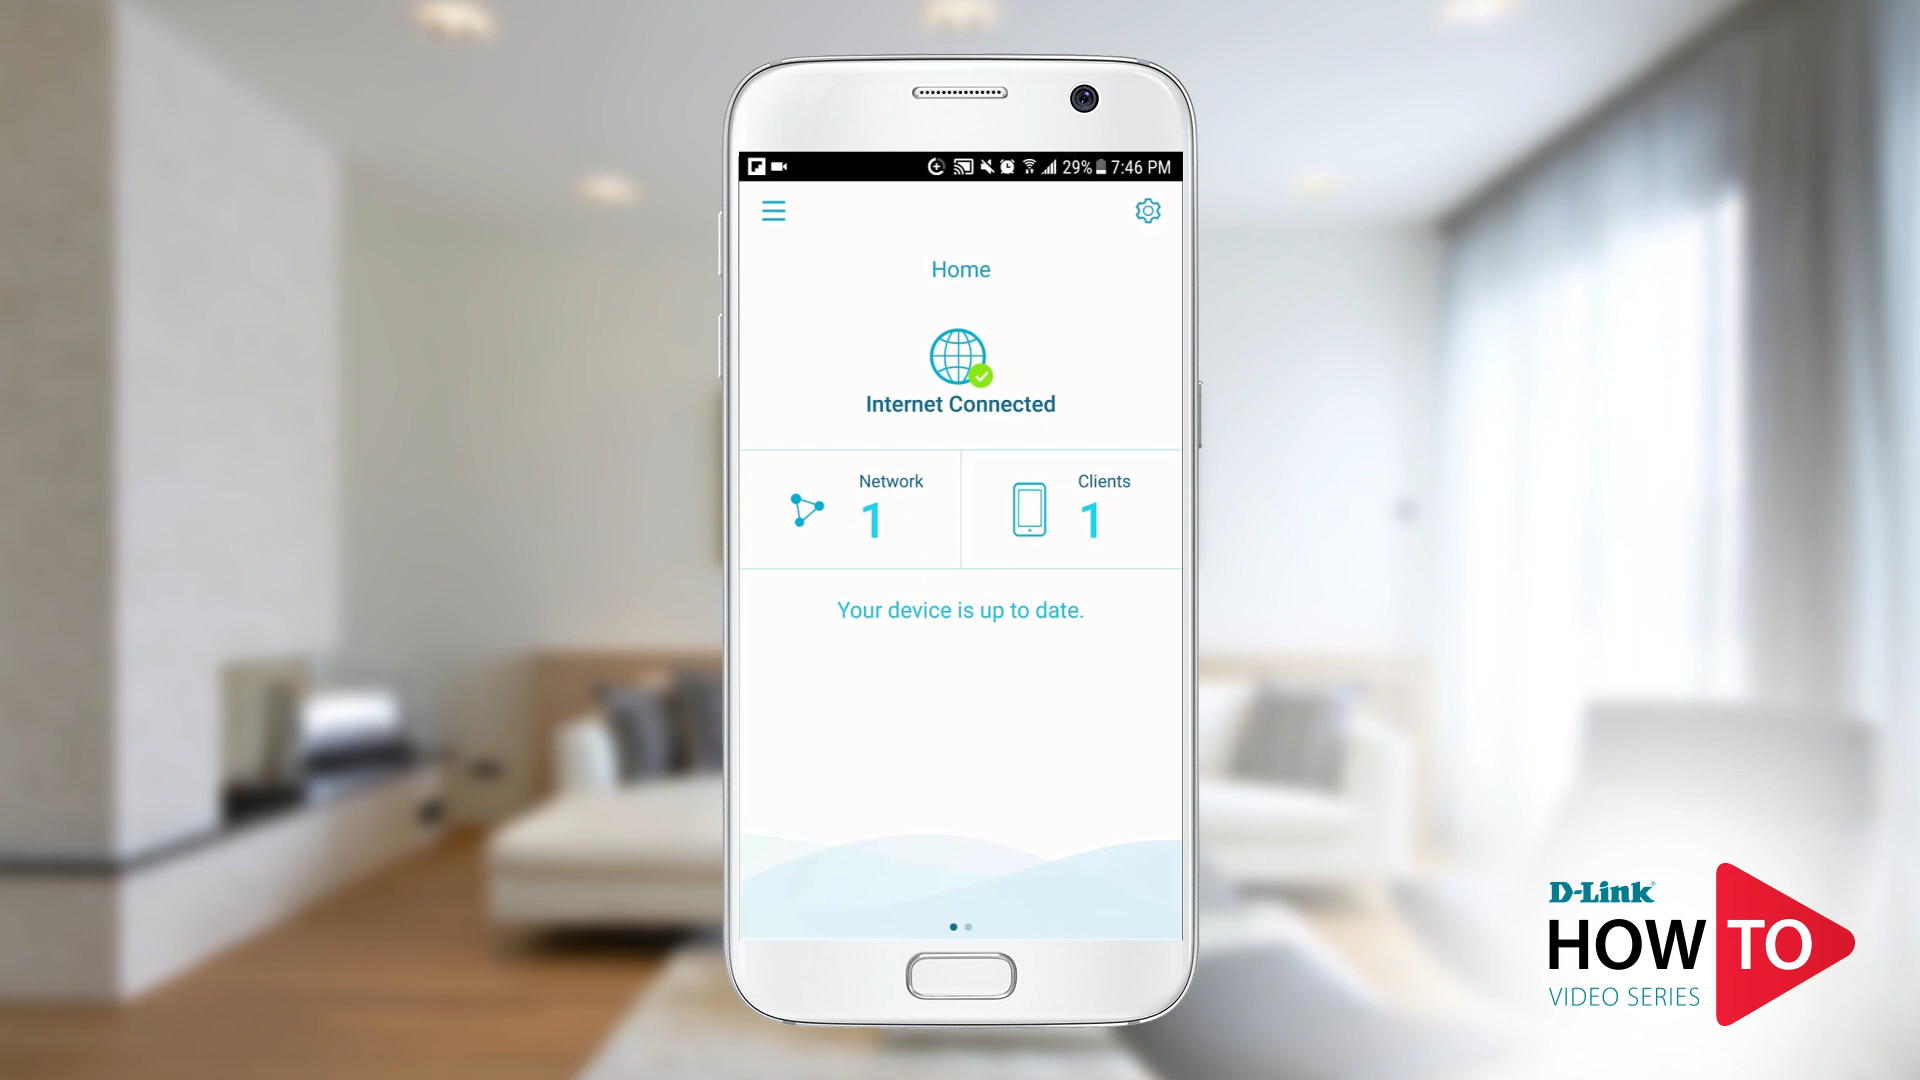 29% 7:46 PM
Home
Internet Connected
Network
1
Clients
1
Your device is up to date.
D-Link®
HOW TO
VIDEO SERIES